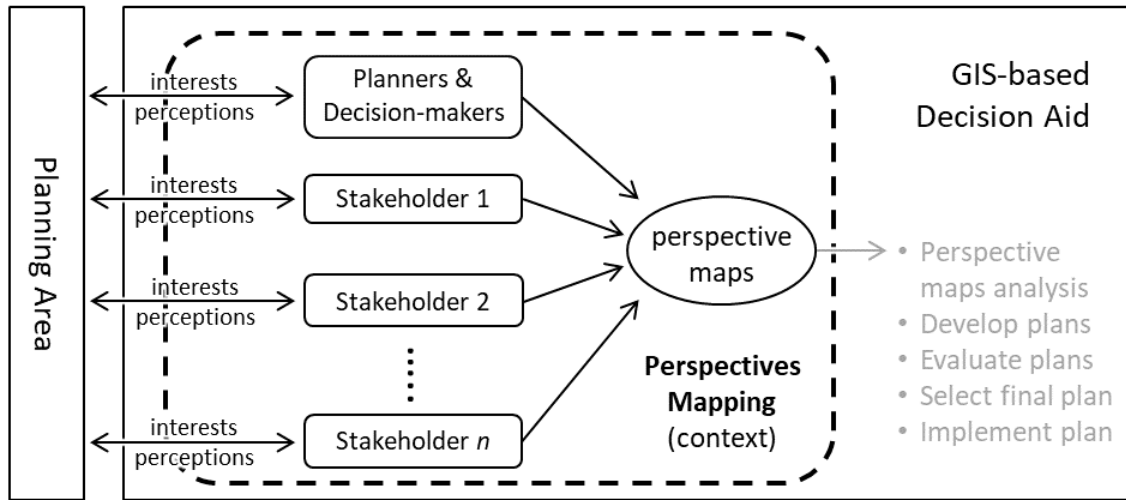 Planning Area
interests
perceptions
Planners &
Decision-makers
interests
perceptions
Stakeholder 1
interests
perceptions
Stakeholder 2
interests
perceptions
Stakeholder n
perspective
maps
Perspectives
Mapping
(context)
GIS-based
Decision Aid
• Perspective
maps analysis
• Develop plans
• Evaluate plans
• Select final plan
• Implement plan